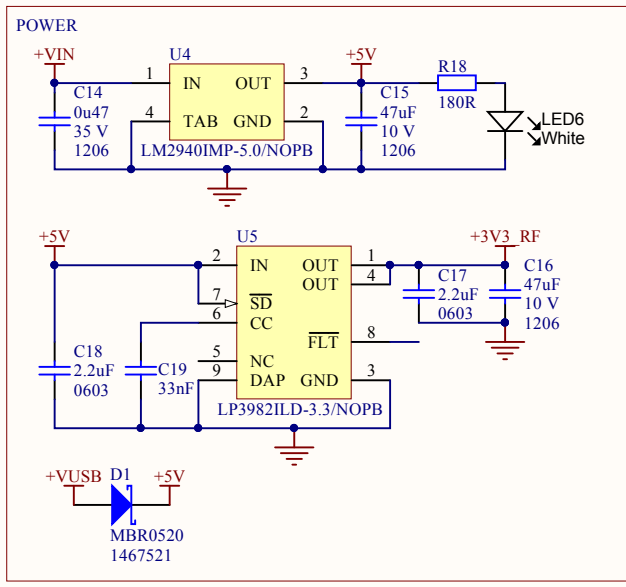 POWER
+VIN
U4
+5V
R18
180R
1
IN
OUT
3
4
TAB
GND
2
LM2940IMP-5.0/NOPB
C14
0u47
35 V
1206
C15
47uF
10 V
1206
LED6
White
+5V
U5
+3V3_RF
2
IN
OUT
1
OUT
4
7
SD
6
CC
FLT
8
5
NC
9
DAP
GND
3
LP3982ILD-3.3/NOPB
C17
2.2uF
0603
C16
47uF
10 V
1206
C18
2.2uF
0603
C19
33nF
+VUSB
D1
+5V
MBR0520
1467521